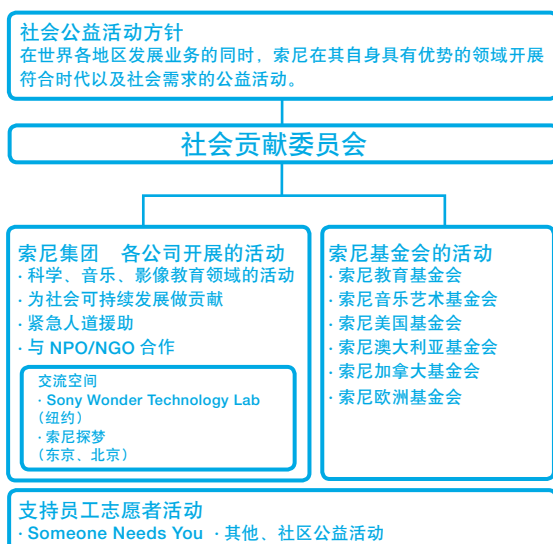 社会公益活动方针
在世界各地区发展业务的同时，索尼在其自身具有优势的领域开展
符合时代以及社会需求的公益活动。
社会贡献委员会
索尼集团　各公司开展的活动
· 科学、音乐、影像教育领域的活动
· 为社会可持续发展做贡献
· 紧急人道援助
· 与 NPO/NGO 合作
交流空间
· Sony Wonder Technology Lab
（纽约）
· 索尼探梦
（东京、北京）
索尼基金会的活动
· 索尼教育基金会
· 索尼音乐艺术基金会
· 索尼美国基金会
· 索尼澳大利亚基金会
· 索尼加拿大基金会
· 索尼欧洲基金会
支持员工志愿者活动
· Someone Needs You · 其他、社区公益活动